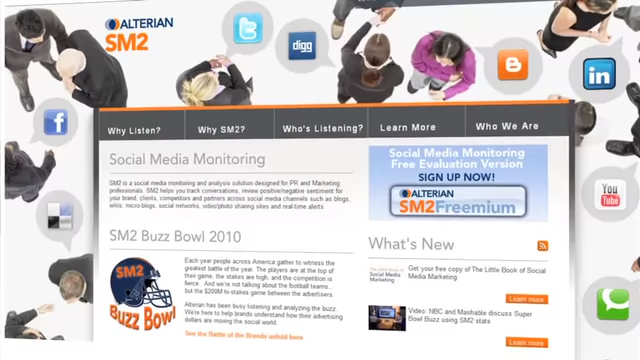 ALTERIAN
SM2
digg
You
Tube
Why Listen?
Why SM2?
Who's Listening?
Learn More
Who We Are
Social Media Monitoring
SM2 is a social media monitoring and analysis solution designed for PR and Marketing
professionals. SM2 helps you track conversations, review positive/negative sentiment for
your brand, clients, competitors and partners across social media channels such as blogs,
wikis, micro-blogs, social networks, video/photo sharing sites and real-time alerts.
Social Media Monitoring
Free Evaluation Version
SIGN UP NOW!
ALTERIAN
SM2Freemium
SM2 Buzz Bowl 2010
SM2
Buzz Bowl
Each year people across America gather to witness the
greatest battle of the year. The players are at the top of
their game, the stakes are high, and the competition is
fierce. And we're not talking about the football teams...
but the $200M to-stakes game between the advertisers.
Alterian has been busy listening and analyzing the buzz.
We're here to help brands understand how their advertising
dollars are moving the social world.
See the Battle of the Brands unfold here
What's New
Social Media
Marketing
Get your free copy of The Little Book of Social
Media Marketing
Learn more
Video: NBC and Mashable discuss Super
Bowl Buzz using SM2 stats
Learn more